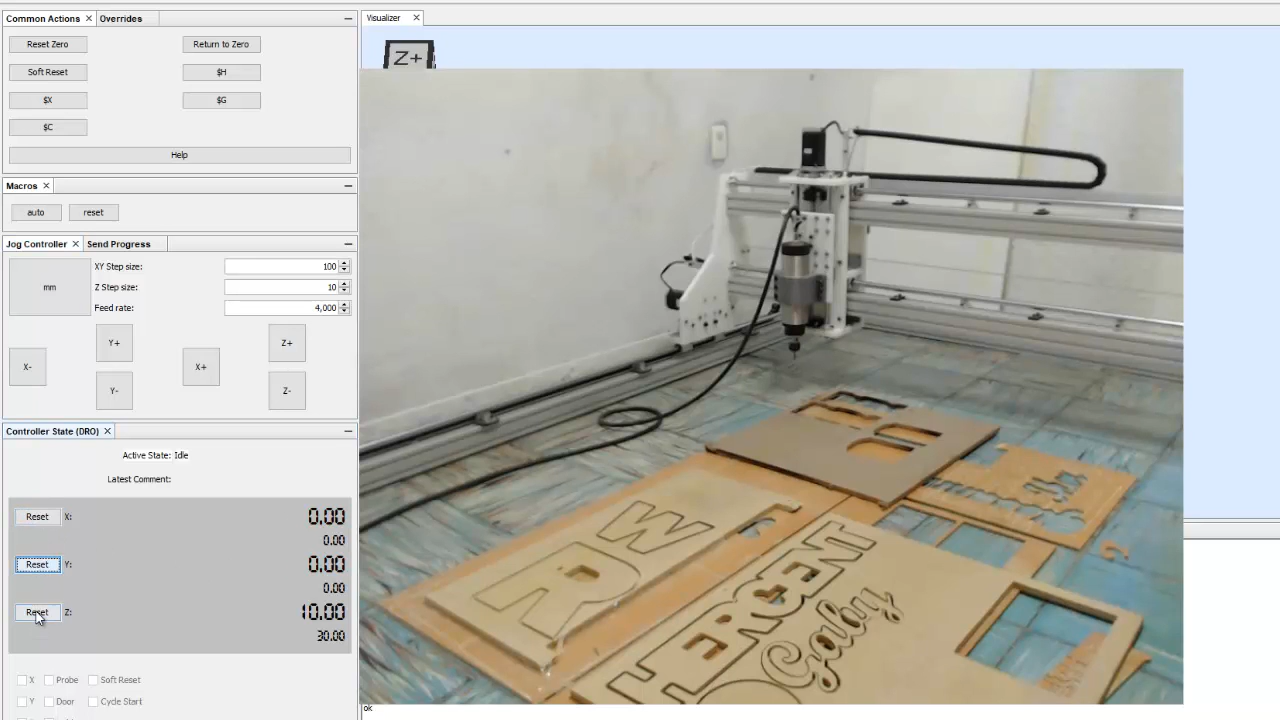 Common Actions Overrides
Reset Zero Return to Zero
Soft Reset $H
$X $G
$C
Help
Macros
auto reset
Jog Controller Send Progress
mm
XY Step size: 100
Z Step size: 10
Feed rate: 4,000
X- Y+ Y- X+ Z+ Z-
Controller State (DRO)
Active State: Idle
Latest Comment:
Reset X: 0.00
0.00
Reset Y: 0.00
0.00
Reset Z: 10.00
30.00
X Probe Soft Reset
Y Door Cycle Start
Visualizer
Z+
RW
HERGENT
Gaby
ok